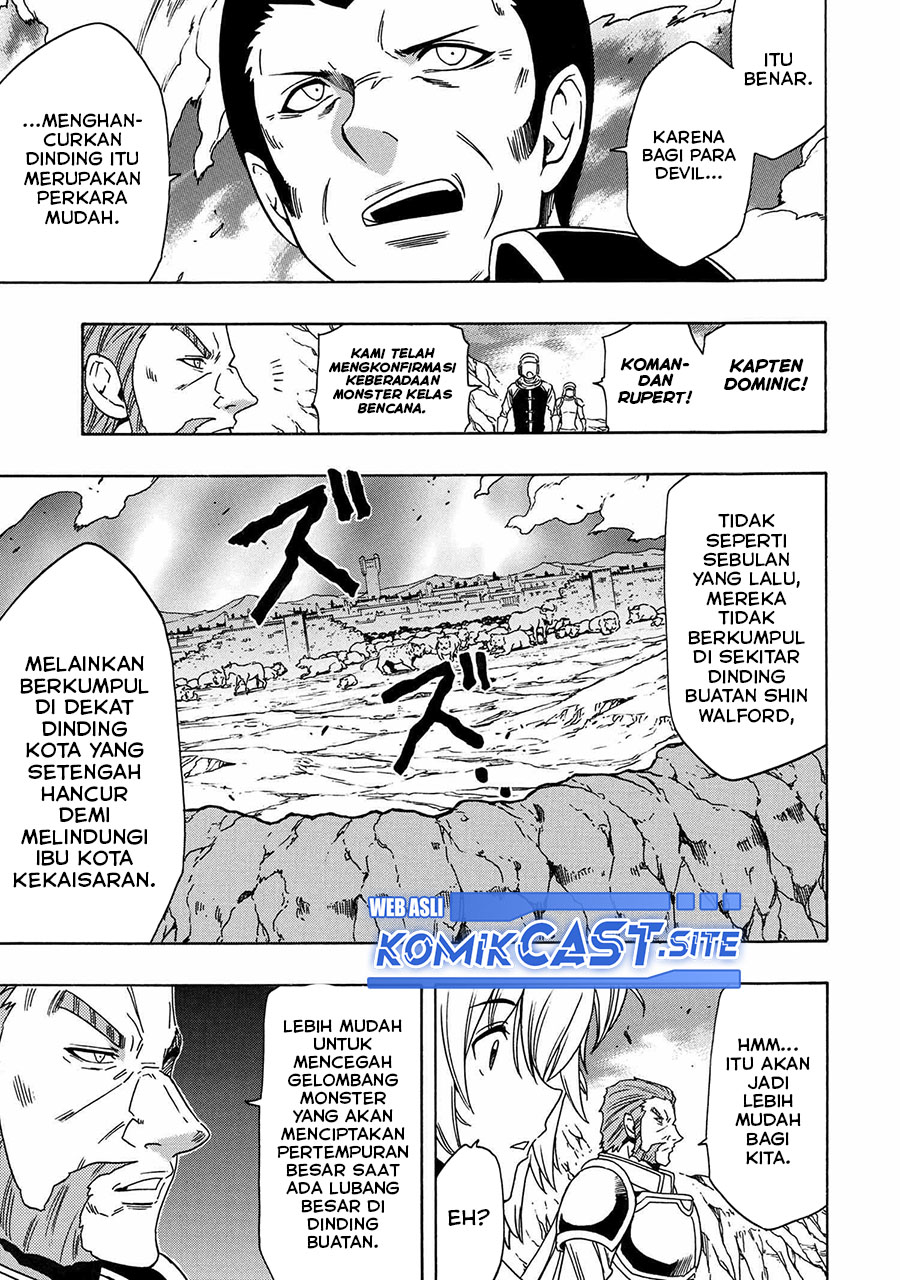 ITU
BENAR.
KARENA
BAGI PARA
DEVIL...
...MENGHAN-
CURKAN
DINDING ITU
MERUPAKAN
PERKARA
MUDAH.
KAPTEN
DOMINIC!
KOMAN-
DAN
RUPERT!
KAMI TELAH
MENGKONFIRMASI
KEBERADAAN
MONSTER KELAS
BENCANA.
TIDAK
SEPERTI
SEBULAN
YANG LALU,
MEREKA
TIDAK
BERKUMPUL
DI SEKITAR
DINDING
BUATAN SHIN
WALFORD,
ズ
ズ
MELAINKAN
BERKUMPUL
DI DEKAT
DINDING
KOTA YANG
SETENGAH
HANCUR
DEMI
MELINDUNGI
IBU KOTA
KEKAISARAN.
WEB ASLI
KOMIKCAST.SITE
HMM...
ITU AKAN
JADI
LEBIH
MUDAH
BAGI
KITA.
EH?
LEBIH MUDAH
UNTUK
MENCEGAH
GELOMBANG
MONSTER
YANG AKAN
MENCIPTAKAN
PERTEMPURAN
BESAR SAAT
ADA LUBANG
BESAR DI
DINDING
BUATAN.